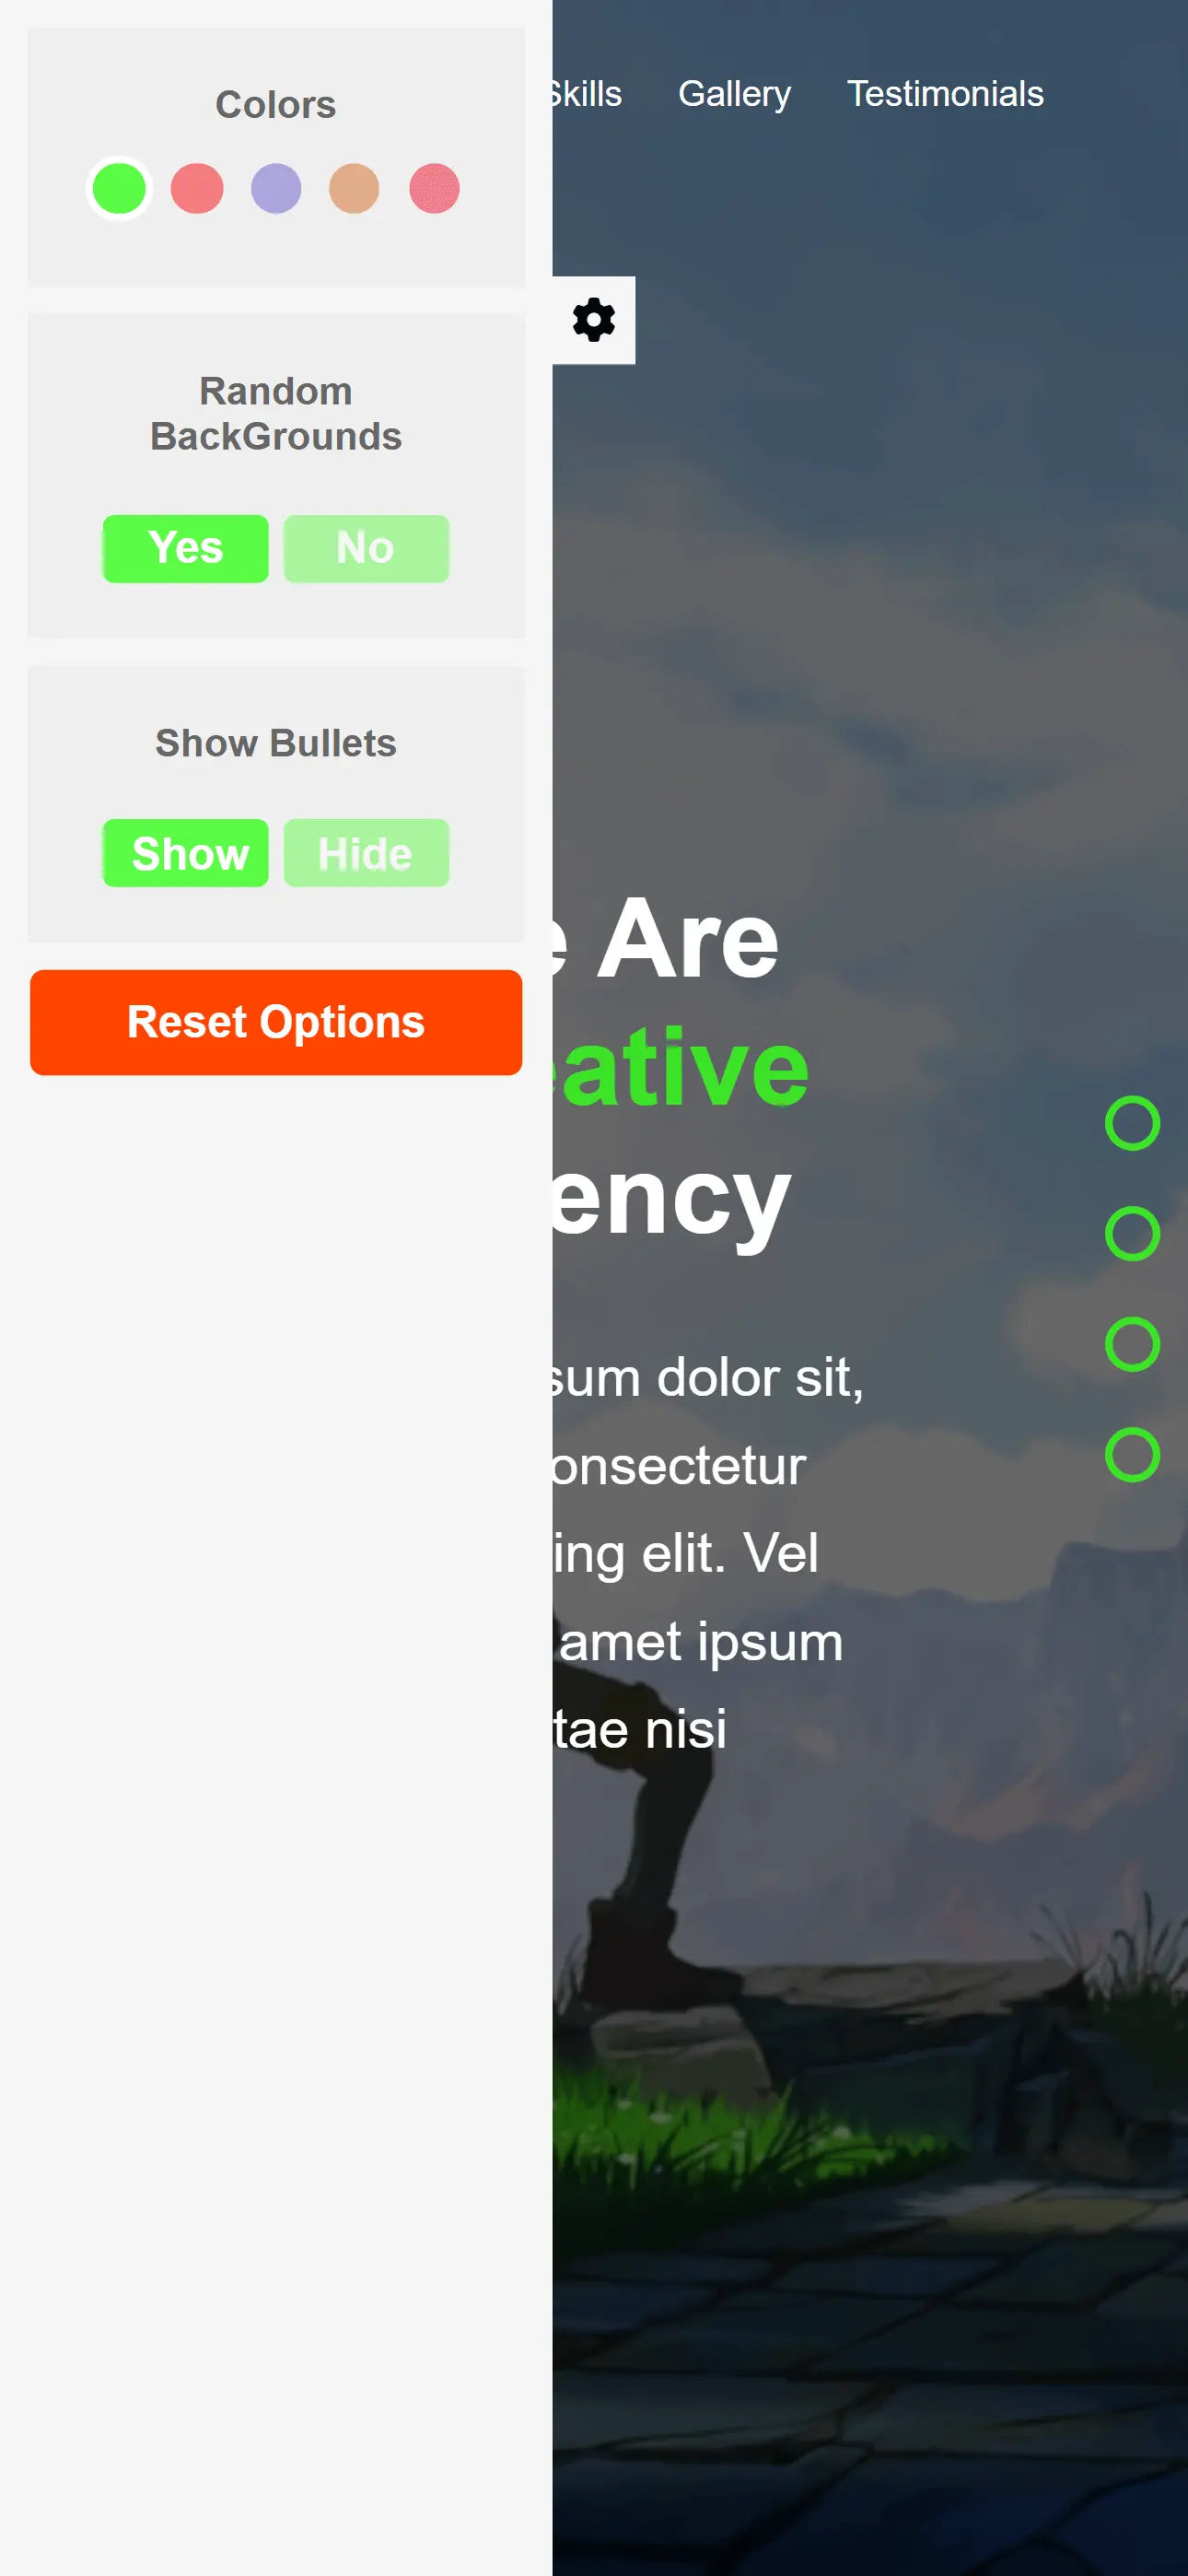 Colors
Random
BackGrounds
Yes No
Show Bullets
Show Hide
Reset Options
Skills Gallery Testimonials
e Are
eative
ency
sum dolor sit,
onsectetur
ing elit. Vel
amet ipsum
tae nisi